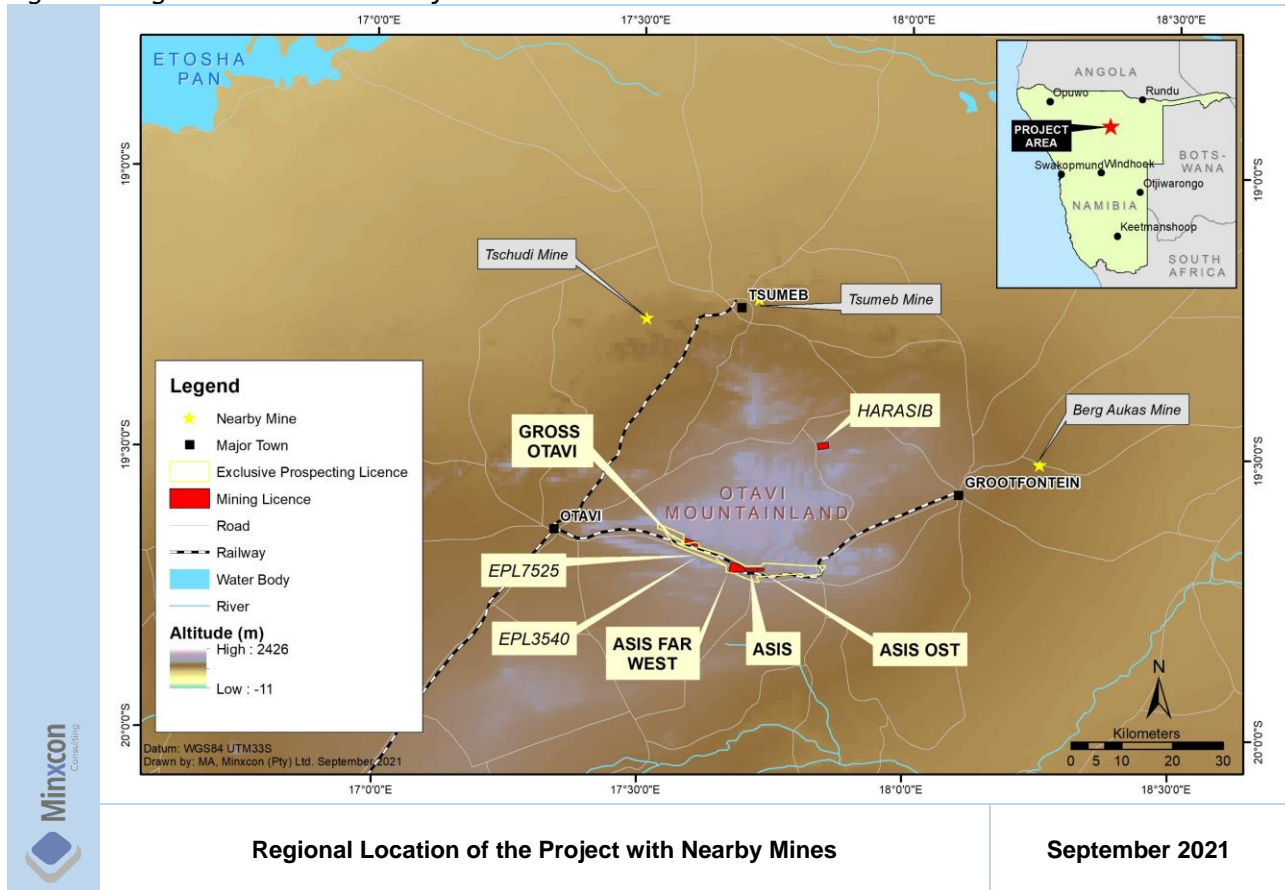 17°0'0"E
17°30'0"E
18°0'0"E
18°30'0"E
ETOSHA
PAN
ANGOLA
Opuwo
Rundu
PROJECT
AREA
BOTS-
WANA
Swakopmund
Windhoek
Otjiwarongo
NAMIBIA
Keetmanshoop
SOUTH
AFRICA
19°0'0"S
19°0'0"S
Tschudi Mine
TSUMEB
Tsumeb Mine
Legend
Nearby Mine
Major Town
Exclusive Prospecting Licence
Mining Licence
Road
Railway
Water Body
River
Altitude (m)
High : 2426
Low : -11
HARASIB
Berg Aukas Mine
GROSS
OTAVI
19°30'0"S
19°30'0"S
GROOTFONTEIN
OTAVI
MOUNTAINLAND
OTAVI
EPL7525
EPL3540
ASIS FAR
WEST
ASIS
ASIS OST
N
Kilometers
0 5 10 20 30
20°0'0"S
20°0'0"S
Datum: WGS84 UTM33S
Drawn by: MA, Minxcon (Pty) Ltd. September 2021
17°0'0"E
17°30'0"E
18°0'0"E
18°30'0"E
Minxcon
Consulting
Regional Location of the Project with Nearby Mines
September 2021